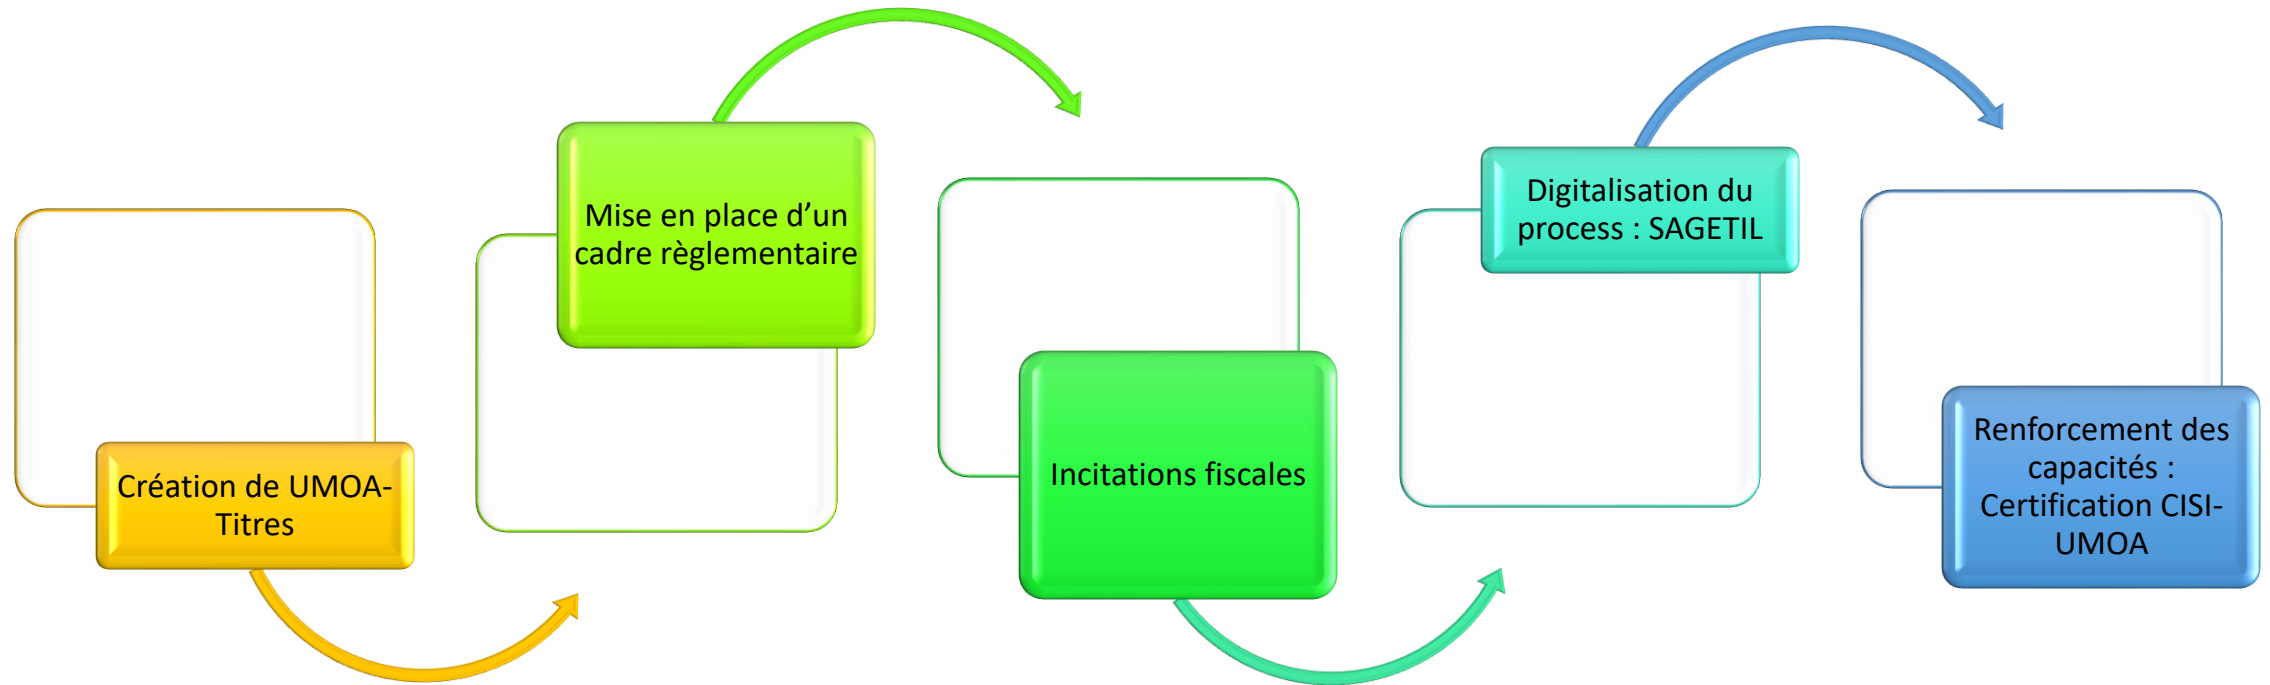 Création de UMOA-
Titres
Mise en place d’un
cadre règlementaire
Incitations fiscales
Digitalisation du
process : SAGETIL
Renforcement des
capacités :
Certification CISI-
UMOA